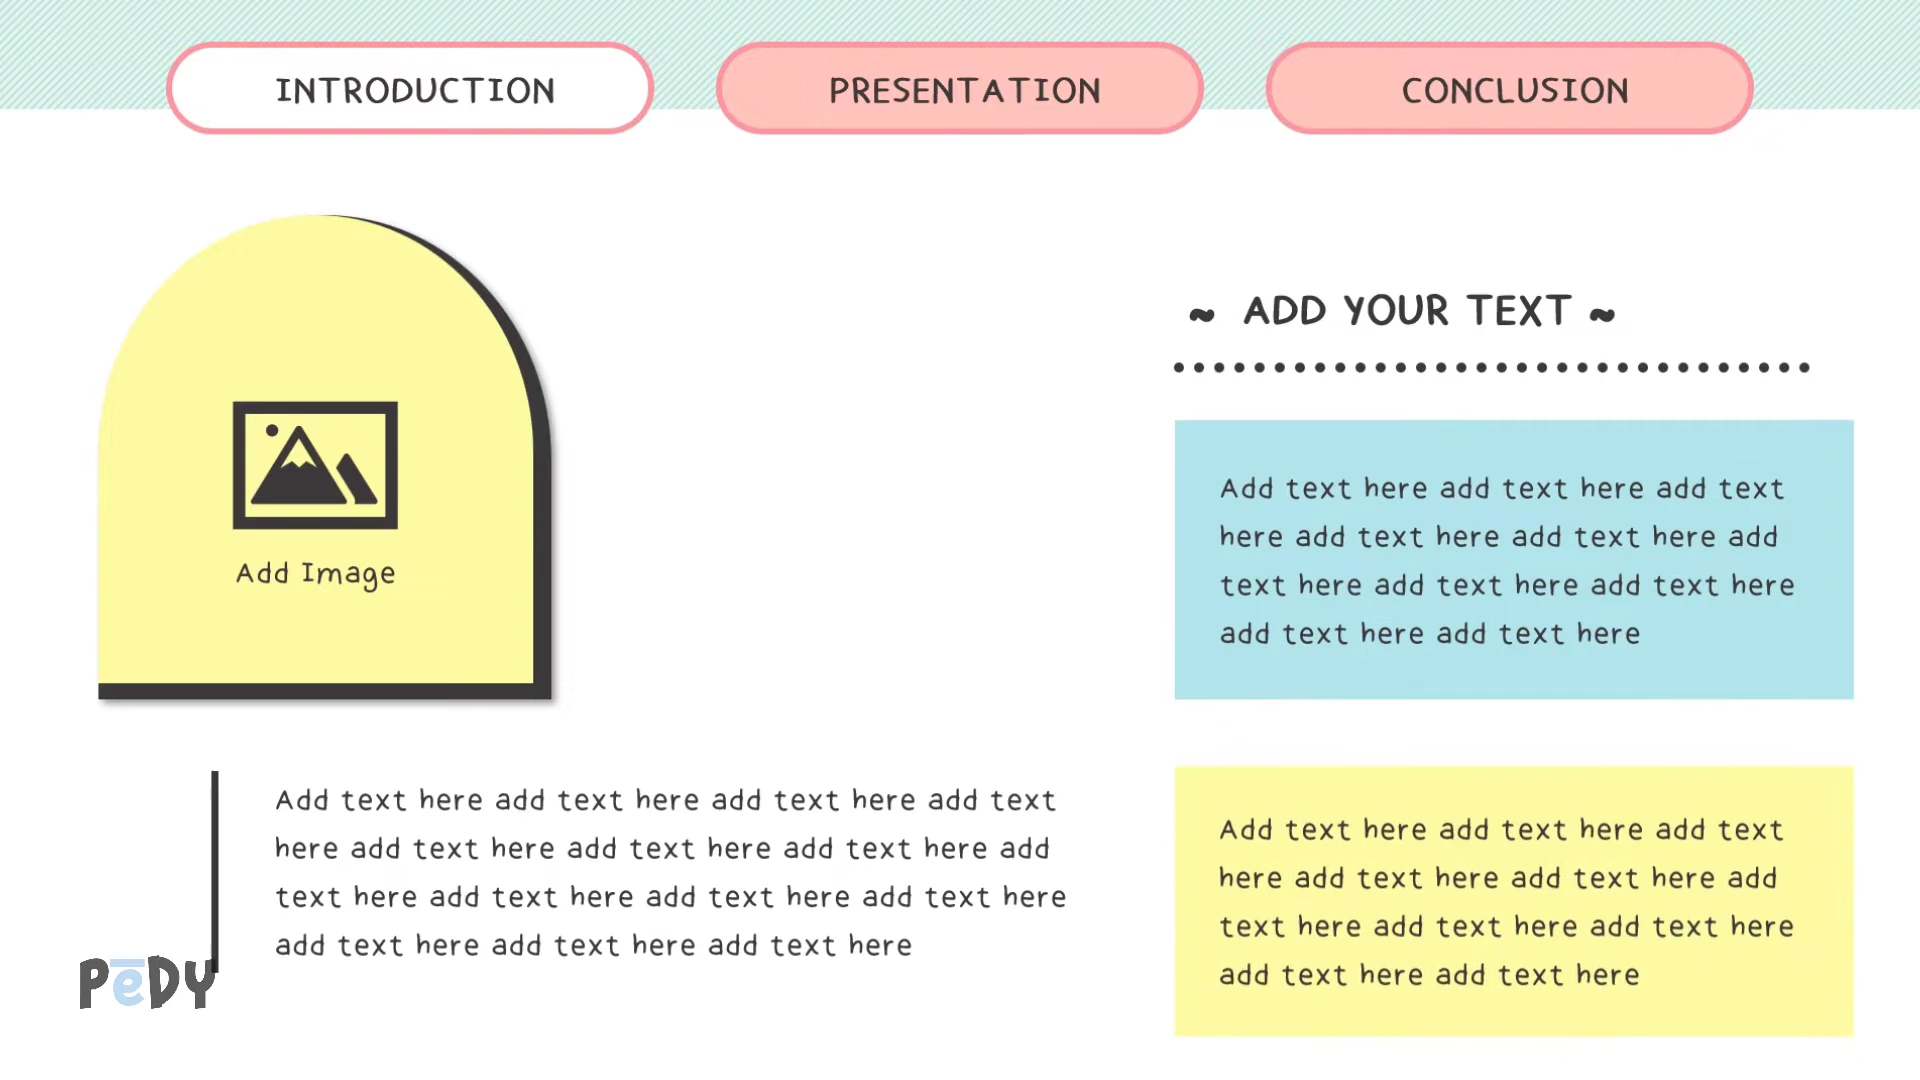 INTRODUCTION
PRESENTATION
CONCLUSION
Add Image
Add text here add text here add text here add text
here add text here add text here add text here add
text here add text here add text here add text here
add text here add text here add text here
~ ADD YOUR TEXT ~
Add text here add text here add text
here add text here add text here add
text here add text here add text here
add text here add text here
Add text here add text here add text
here add text here add text here add
text here add text here add text here
add text here add text here
PēDY